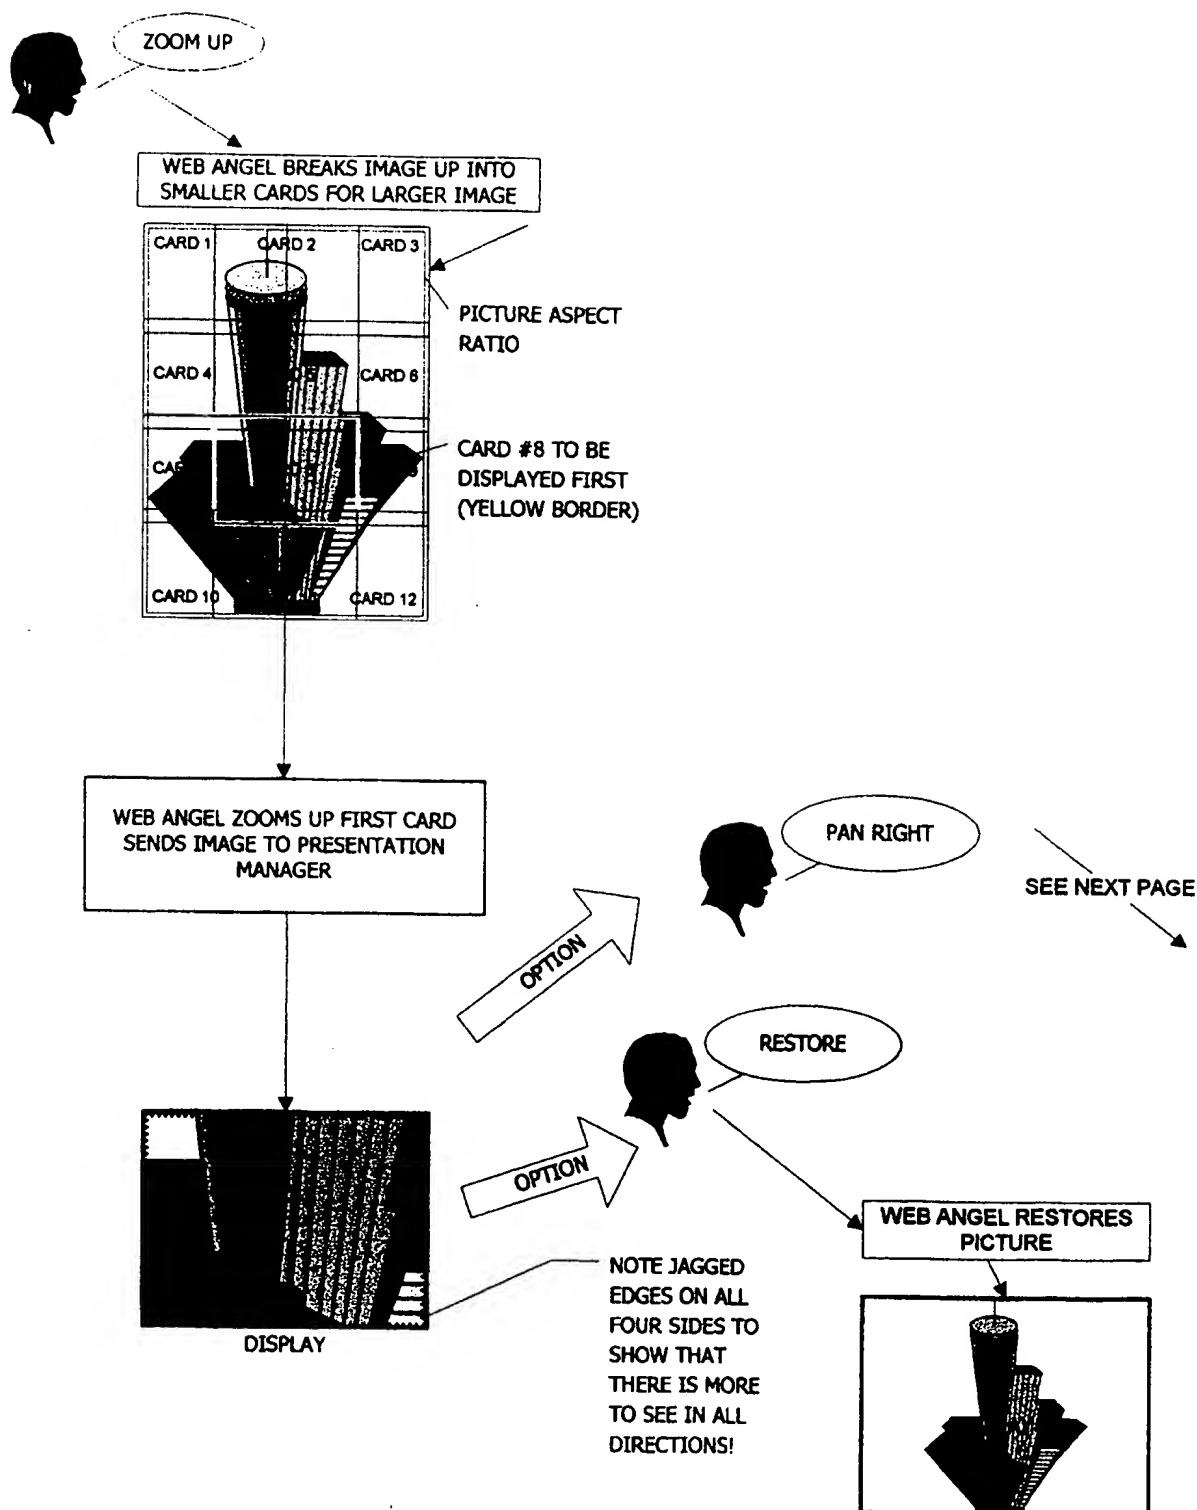 ZOOM UP
WEB ANGEL BREAKS IMAGE UP INTO
SMALLER CARDS FOR LARGER IMAGE
CARD 1 CARD 2 CARD 3
PICTURE ASPECT
RATIO
CARD 4 CARD 6
CARD #8 TO BE
DISPLAYED FIRST
(YELLOW BORDER)
CARD 10 CARD 12
WEB ANGEL ZOOMS UP FIRST CARD
SENDS IMAGE TO PRESENTATION
MANAGER
PAN RIGHT
SEE NEXT PAGE
OPTION
RESTORE
OPTION
WEB ANGEL RESTORES
PICTURE
NOTE JAGGED
EDGES ON ALL
FOUR SIDES TO
SHOW THAT
THERE IS MORE
TO SEE IN ALL
DIRECTIONS!
DISPLAY